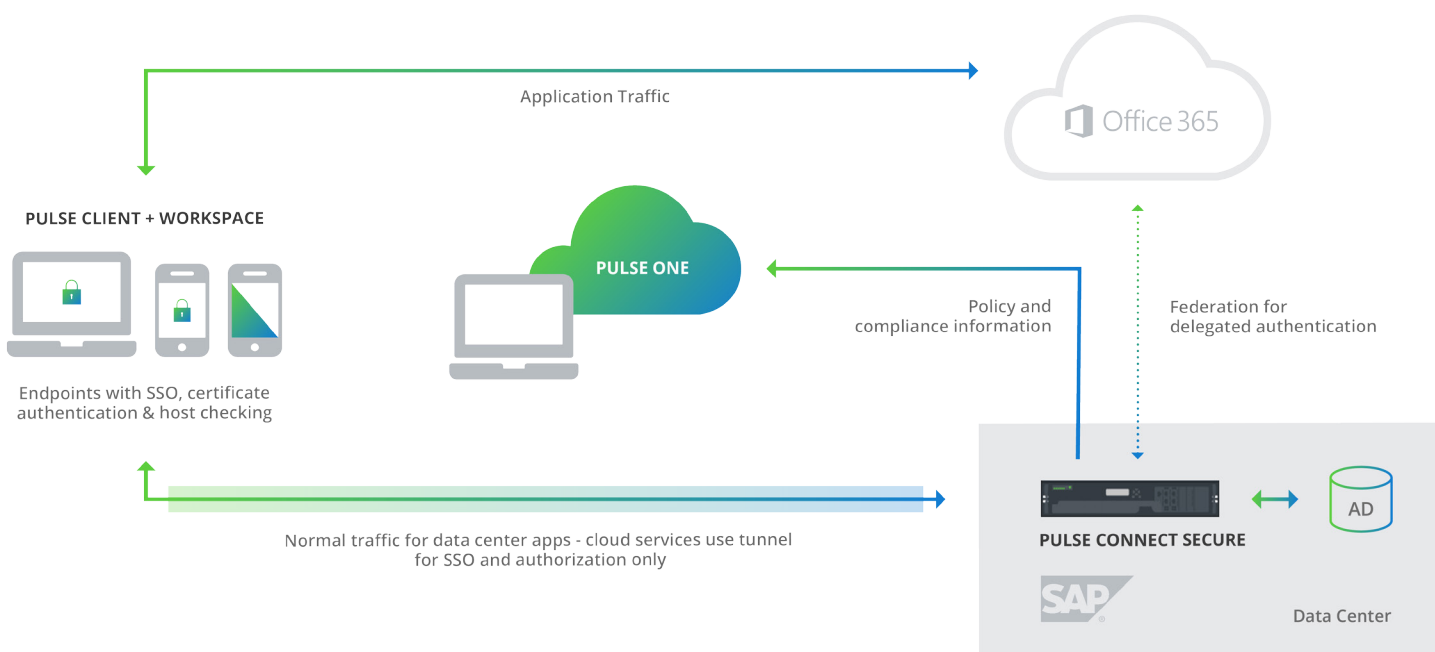 Application Traffic
Office 365
PULSE CLIENT + WORKSPACE
PULSE ONE
Policy and
compliance information
Federation for
delegated authentication
Endpoints with SSO, certificate
authentication & host checking
Normal traffic for data center apps - cloud services use tunnel
for SSO and authorization only
AD
PULSE CONNECT SECURE
SAP®
Data Center